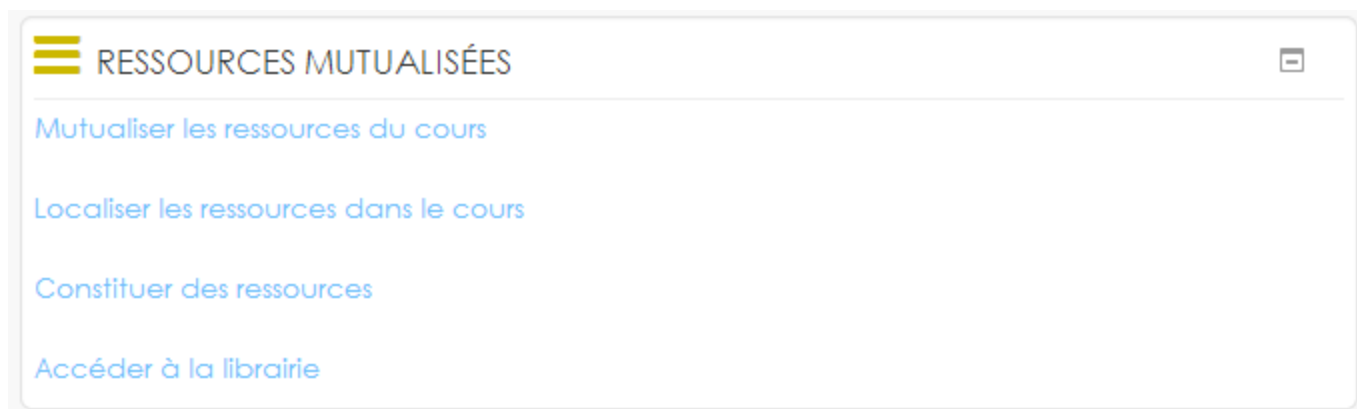 RESSOURCES MUTUALISÉES
Mutualiser les ressources du cours
Localiser les ressources dans le cours
Constituer des ressources
Accéder à la librairie